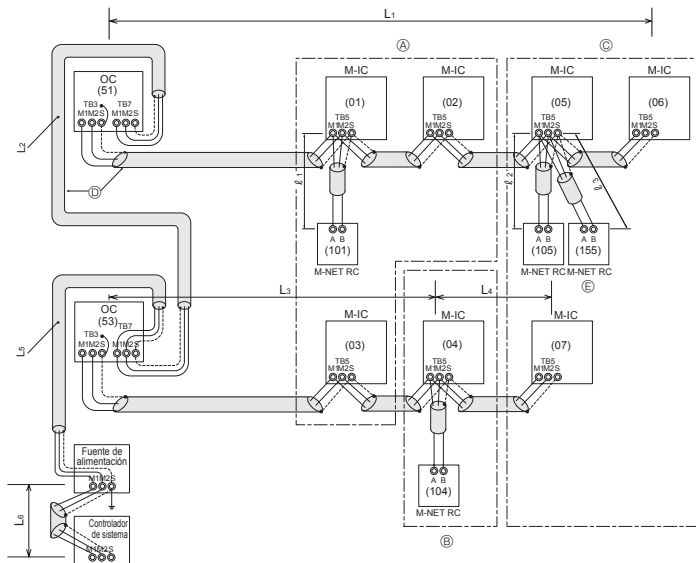 L1
Ⓐ
Ⓒ
M-IC
M-IC
M-IC
M-IC
OC
(51)
TB3
TB7
M1M2S
M1M2S
(01)
TB5
M1M2S
(02)
TB5
M1M2S
(05)
TB5
M1M2S
(06)
TB5
M1M2S
L2
Ⓓ
ℓ1
ℓ2
ℓ3
A B
(101)
M-NET RC
A B
(105)
M-NET RC
A B
(155)
M-NET RC
Ⓔ
L3
L4
OC
(53)
TB3
TB7
M1M2S
M1M2S
L5
M-IC
(03)
TB5
M1M2S
M-IC
(04)
TB5
M1M2S
M-IC
(07)
TB5
M1M2S
A B
(104)
M-NET RC
Ⓑ
Fuente de
alimentación
M1M2S
L6
Controlador
de sistema
M1M2S